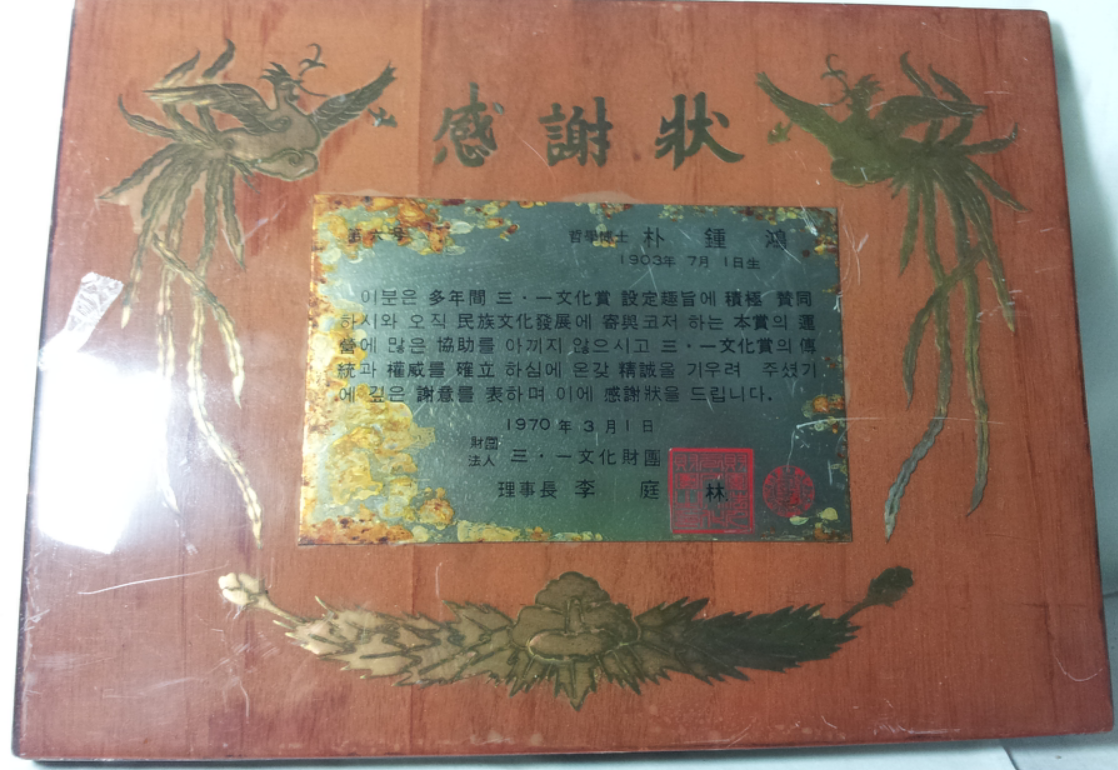 感謝狀
第六号
哲學博士 朴鍾鴻
1903年 7月 1日生
이분은 多年間 三·一文化賞 設定趣旨에 積極 贊同
하시와 오직 民族文化發展에 寄與코저 하는 本賞의 運
營에 많은 協助를 아끼지 않으시고 三·一文化賞의 傳
統과 權威를 確立 하심에 온갖 精誠을 기우려 주셨기
에 깊은 謝意를 表하며 이에 感謝狀을 드립니다.
1970年 3月 1日
財團
法人 三·一文化財團
理事長 李庭林